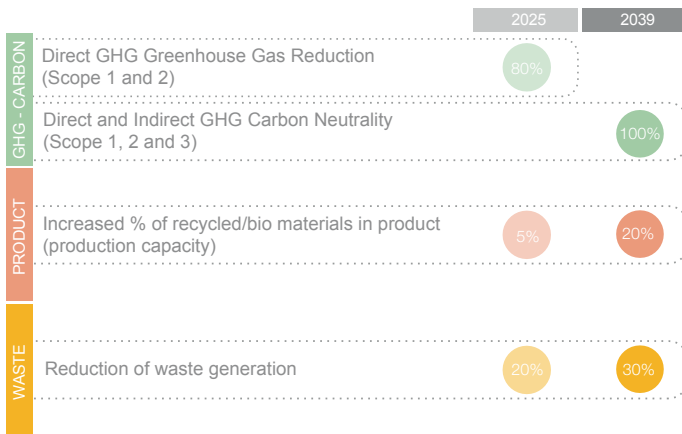 2025 2039
GHG - CARBON
Direct GHG Greenhouse Gas Reduction
(Scope 1 and 2)
80%
Direct and Indirect GHG Carbon Neutrality
(Scope 1, 2 and 3)
100%
PRODUCT
Increased % of recycled/bio materials in product
(production capacity)
5% 20%
WASTE
Reduction of waste generation
20% 30%